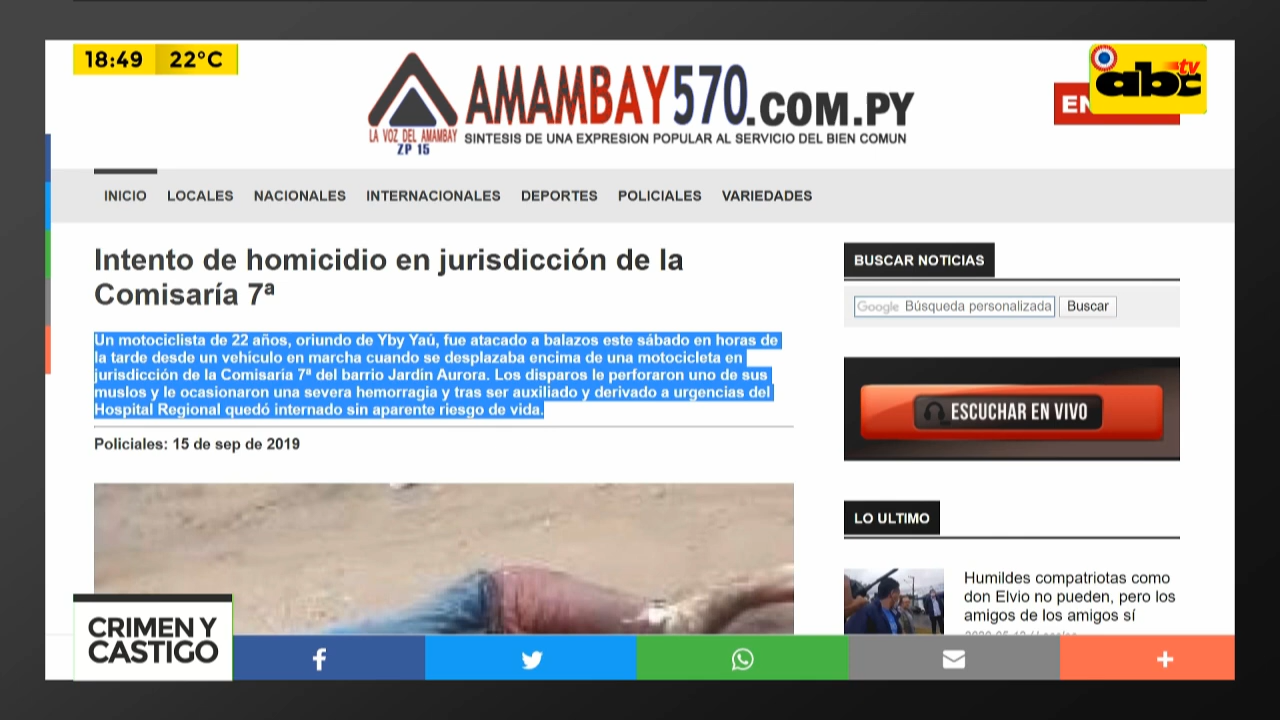 18:49 22°C
AMAMBAY570.COM.PY
LA VOZ DEL AMAMBAY
ZP 15
SINTESIS DE UNA EXPRESION POPULAR AL SERVICIO DEL BIEN COMUN
EN
abc tv
INICIO LOCALES NACIONALES INTERNACIONALES DEPORTES POLICIALES VARIEDADES
Intento de homicidio en jurisdicción de la
Comisaría 7ª
Un motociclista de 22 años, oriundo de Yby Yaú, fue atacado a balazos este sábado en horas de
la tarde desde un vehículo en marcha cuando se desplazaba encima de una motocicleta en
jurisdicción de la Comisaría 7ª del barrio Jardín Aurora. Los disparos le perforaron uno de sus
muslos y le ocasionaron una severa hemorragia y tras ser auxiliado y derivado a urgencias del
Hospital Regional quedó internado sin aparente riesgo de vida.
Policiales: 15 de sep de 2019
BUSCAR NOTICIAS
Google Búsqueda personalizada Buscar
ESCUCHAR EN VIVO
LO ULTIMO
Humildes compatriotas como
don Elvio no pueden, pero los
amigos de los amigos sí
CRIMEN Y
CASTIGO